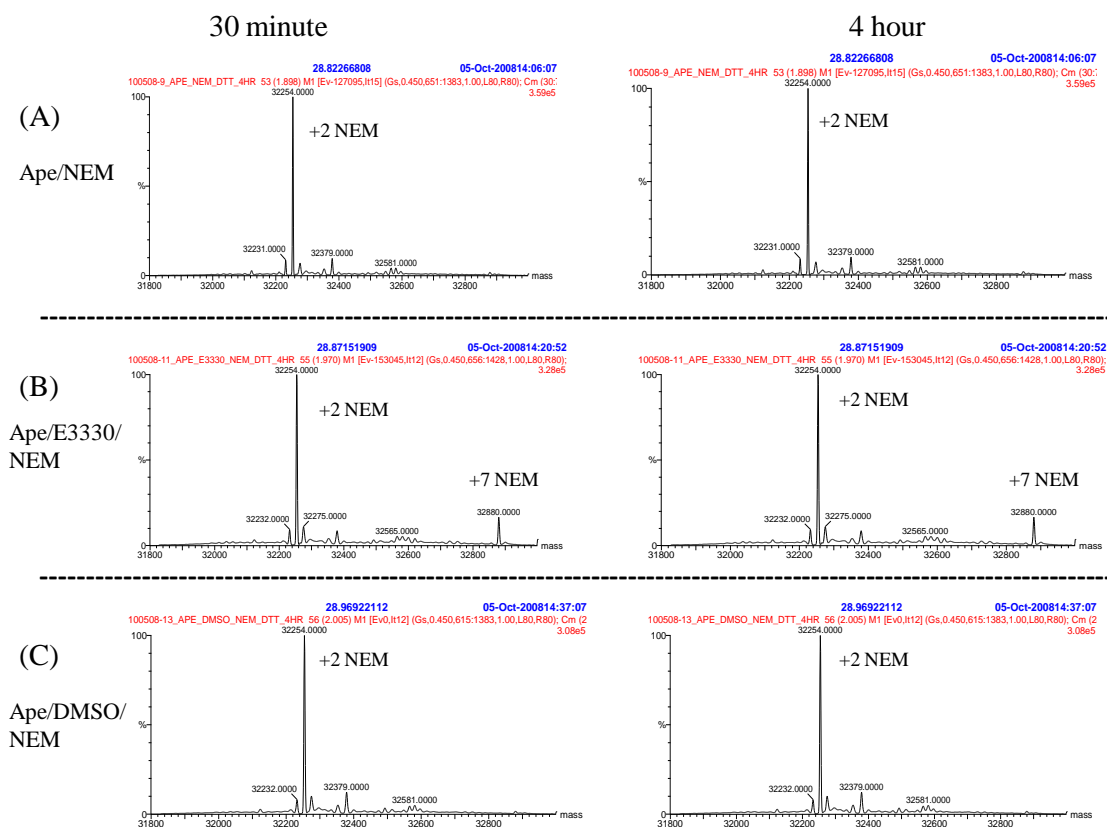 30 minute
4 hour
(A)
Ape/NEM
28.82266808 05-Oct-200814:06:07
100508-9_APE_NEM_DTT_4HR 53 (1.898) M1 [Ev-127095,It15] (Gs,0.450,651:1383,1.00,L80,R80); Cm (30:
3.59e5
32254.0000
100
+2 NEM
%
32231.0000
32379.0000
32581.0000
0
mass
31800 32000 32200 32400 32600 32800
28.82266808 05-Oct-200814:06:07
100508-9_APE_NEM_DTT_4HR 53 (1.898) M1 [Ev-127095,It15] (Gs,0.450,651:1383,1.00,L80,R80); Cm (30:
3.59e5
32254.0000
100
+2 NEM
%
32231.0000
32379.0000
32581.0000
0
mass
31800 32000 32200 32400 32600 32800
(B)
Ape/E3330/
NEM
28.87151909 05-Oct-200814:20:52
100508-11_APE_E3330_NEM_DTT_4HR 55 (1.970) M1 [Ev-153045,It12] (Gs,0.450,656:1428,1.00,L80,R80);
3.28e5
32254.0000
100
+2 NEM
%
+7 NEM
32880.0000
32232.0000
32275.0000
32565.0000
0
mass
31800 32000 32200 32400 32600 32800
28.87151909 05-Oct-200814:20:52
100508-11_APE_E3330_NEM_DTT_4HR 55 (1.970) M1 [Ev-153045,It12] (Gs,0.450,656:1428,1.00,L80,R80);
3.28e5
32254.0000
100
+2 NEM
%
+7 NEM
32880.0000
32232.0000
32275.0000
32565.0000
0
mass
31800 32000 32200 32400 32600 32800
(C)
Ape/DMSO/
NEM
28.96922112 05-Oct-200814:37:07
100508-13_APE_DMSO_NEM_DTT_4HR 56 (2.005) M1 [Ev0,It12] (Gs,0.450,615:1383,1.00,L80,R80); Cm (2
3.08e5
32254.0000
100
+2 NEM
%
32232.0000
32379.0000
32581.0000
0
mass
31800 32000 32200 32400 32600 32800
28.96922112 05-Oct-200814:37:07
100508-13_APE_DMSO_NEM_DTT_4HR 56 (2.005) M1 [Ev0,It12] (Gs,0.450,615:1383,1.00,L80,R80); Cm (2
3.08e5
32254.0000
100
+2 NEM
%
32232.0000
32379.0000
32581.0000
0
mass
31800 32000 32200 32400 32600 32800